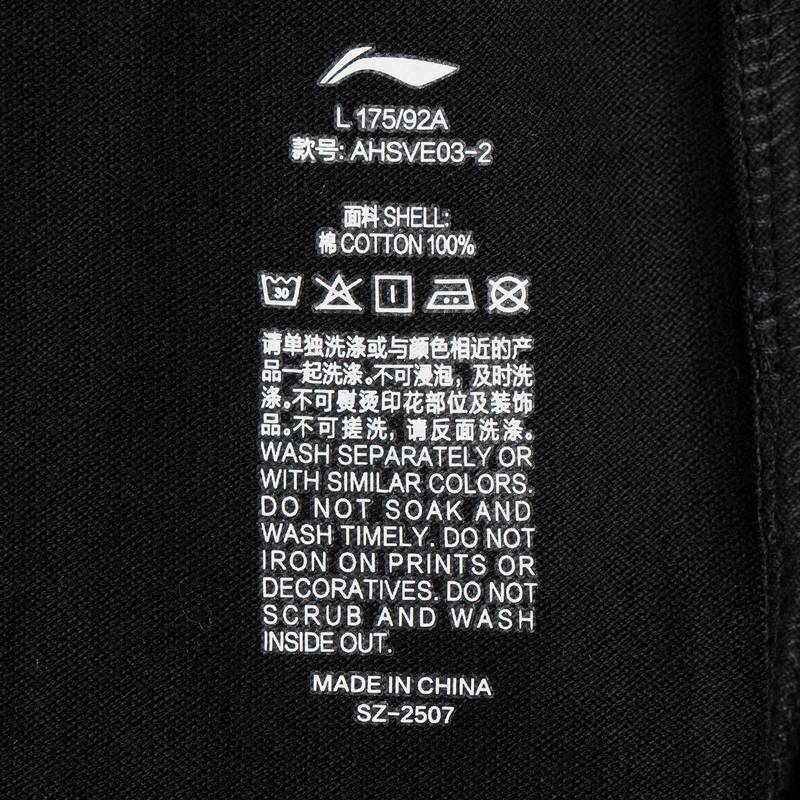 L 175/92A
款号: AHSVE03-2
面料 SHELL:
棉 COTTON 100%
30
请单独洗涤或与颜色相近的产
品一起洗涤。不可浸泡，及时洗
涤。不可熨烫印花部位及装饰
品。不可搓洗，请反面洗涤。
WASH SEPARATELY OR
WITH SIMILAR COLORS.
DO NOT SOAK AND
WASH TIMELY. DO NOT
IRON ON PRINTS OR
DECORATIVES. DO NOT
SCRUB AND WASH
INSIDE OUT.
MADE IN CHINA
SZ-2507